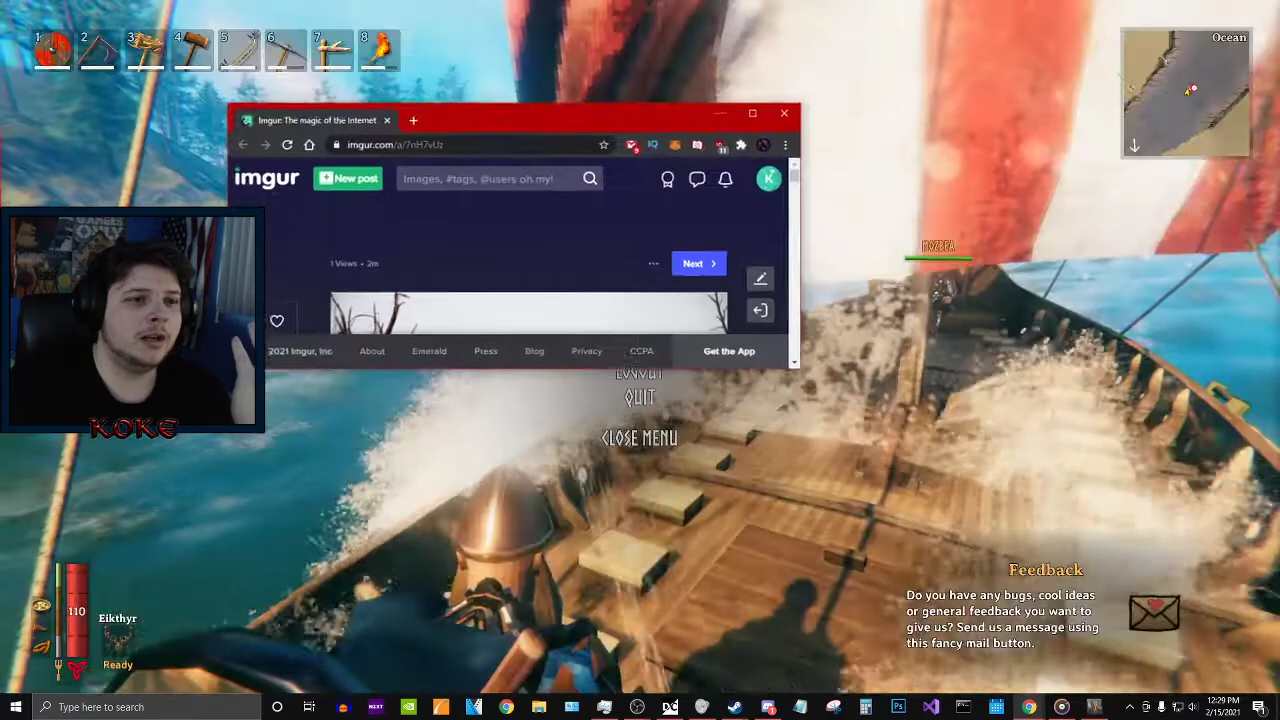 1 2 3 4 5 6 7 8
Ocean
Imgur: The magic of the Internet
imgur.com/a/7nH7vUz
imgur
New post
Images, #tags, @users oh my!
K
1 Views • 2m
Next
2021 Imgur, Inc
About
Emerald
Press
Blog
Privacy
CCPA
Get the App
MOZBEA
KOKE
LOGOUT
QUIT
CLOSE MENU
110
Eikthyr
Ready
Feedback
Do you have any bugs, cool ideas
or general feedback you want to
give us? Send us a message using
this fancy mail button.
Type here to search
12:29 PM
2/15/2021